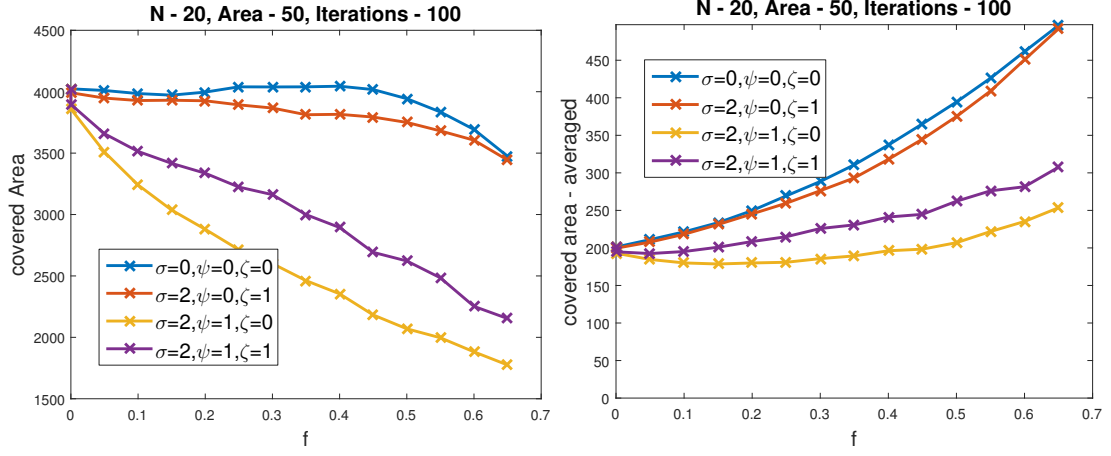 N - 20, Area - 50, Iterations - 100
covered Area
4500
4000
3500
3000
2500
2000
1500
σ=0,ψ=0,ζ=0
σ=2,ψ=0,ζ=1
σ=2,ψ=1,ζ=0
σ=2,ψ=1,ζ=1
0
0.1
0.2
0.3
0.4
0.5
0.6
0.7
f
N - 20, Area - 50, Iterations - 100
covered area - averaged
450
400
350
300
250
200
150
100
50
0
σ=0,ψ=0,ζ=0
σ=2,ψ=0,ζ=1
σ=2,ψ=1,ζ=0
σ=2,ψ=1,ζ=1
0
0.1
0.2
0.3
0.4
0.5
0.6
0.7
f